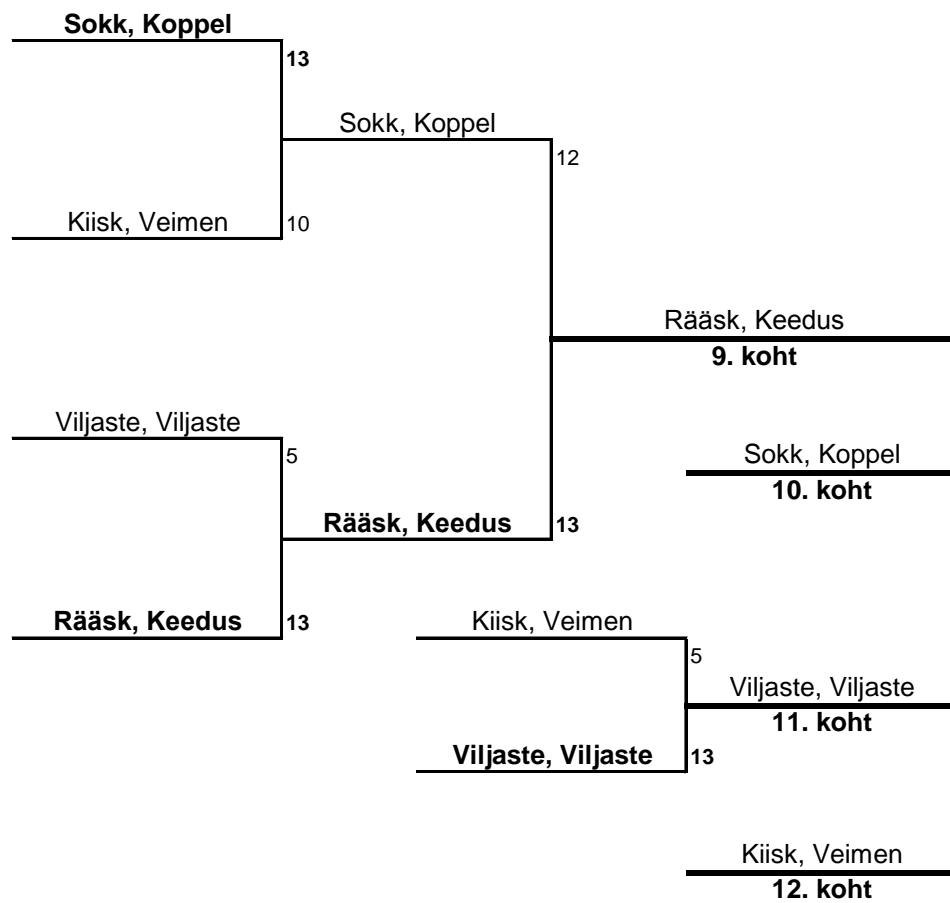 Sokk, Koppel
13
Sokk, Koppel
12
Kiisk, Veimen
10
Rääsk, Keedus
9. koht
Viljaste, Viljaste
5
Sokk, Koppel
10. koht
Rääsk, Keedus
13
Rääsk, Keedus
13
Kiisk, Veimen
5
Viljaste, Viljaste
11. koht
Viljaste, Viljaste
13
Kiisk, Veimen
12. koht